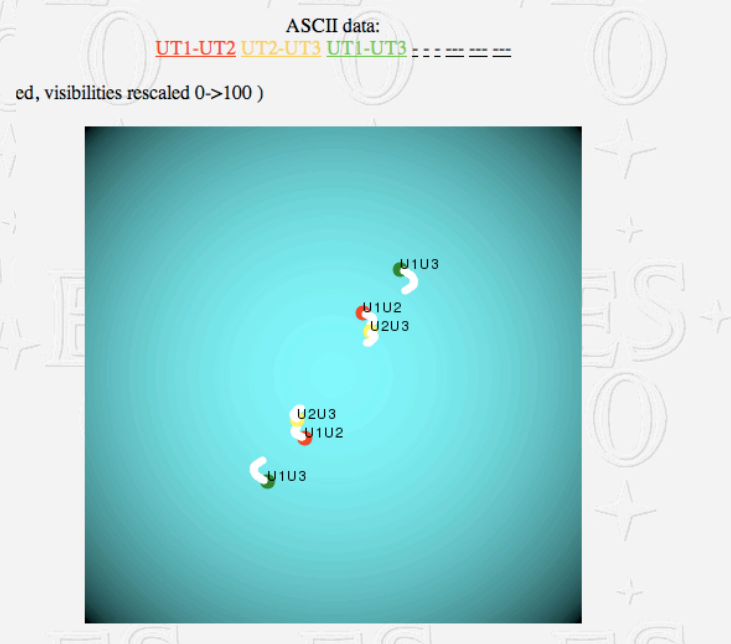 ASCII data:
UT1-UT2 UT2-UT3 UT1-UT3 - - - --- --- ---
ed, visibilities rescaled 0->100 )
U1U3
U1U2
U2U3
U2U3
U1U2
U1U3